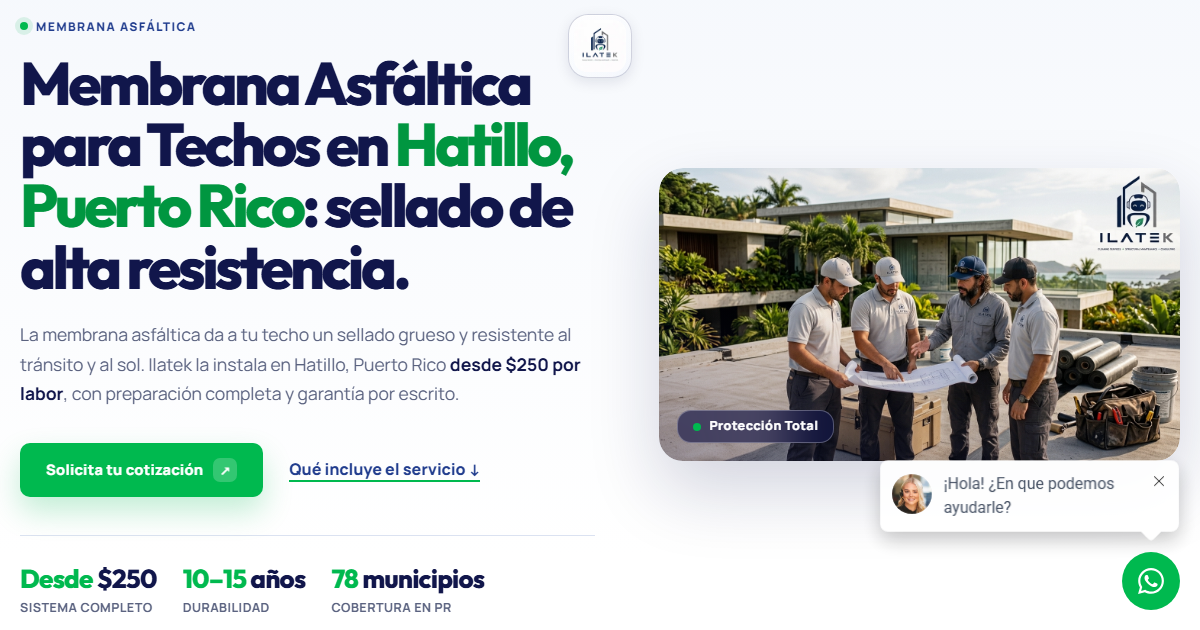 MEMBRANA ASFÁLTICA
ILATEK
Membrana Asfáltica
para Techos en Hatillo,
Puerto Rico: sellado de
alta resistencia.
La membrana asfáltica da a tu techo un sellado grueso y resistente al
tránsito y al sol. Ilatek la instala en Hatillo, Puerto Rico desde $250 por
labor, con preparación completa y garantía por escrito.
Solicita tu cotización ↗
Qué incluye el servicio ↓
Desde $250
SISTEMA COMPLETO
10–15 años
DURABILIDAD
78 municipios
COBERTURA EN PR
ILATEK
Protección Total
¡Hola! ¿En que podemos
ayudarle?